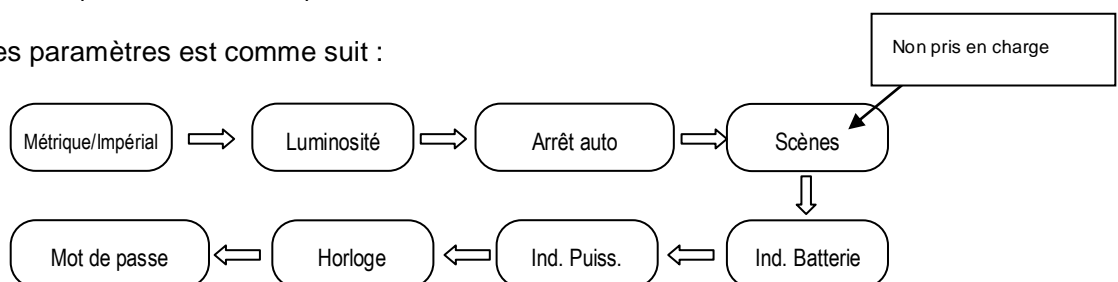 es paramètres est comme suit :
Non pris en charge
Métrique/Impérial
Luminosité
Arrêt auto
Scènes
Mot de passe
Horloge
Ind. Puiss.
Ind. Batterie